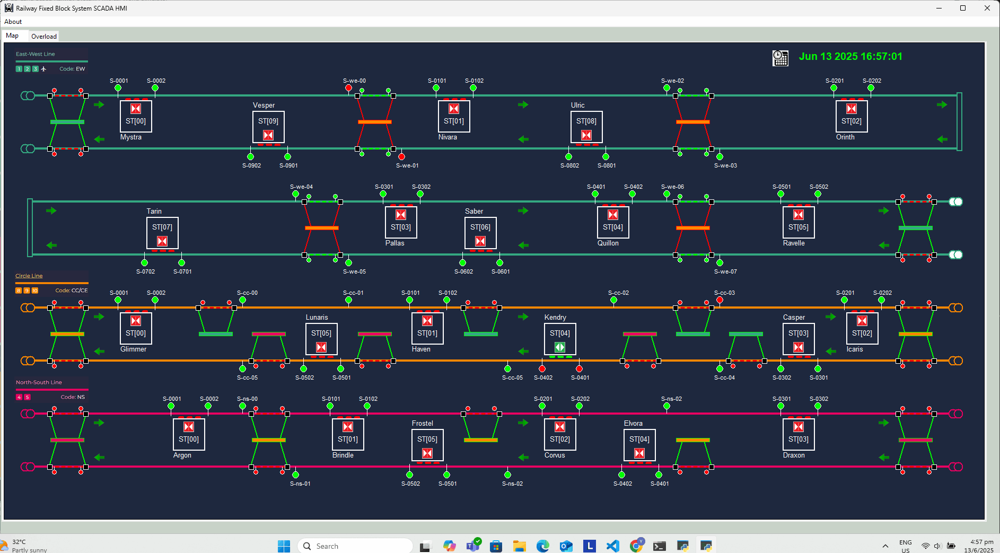 Railway Fixed Block System SCADA HMI
About
Map Overload
East-West Line
1 2 3 Code: EW
Jun 13 2025 16:57:01
S-0001 S-0002 S-we-00 S-0101 S-0102 S-we-02 S-0201 S-0202
Vesper Ulric
ST[00] ST[09] ST[01] ST[08] ST[02]
Mystra Nivara Orinth
S-0902 S-0901 S-we-01 S-0802 S-0801 S-we-03
S-we-04 S-0301 S-0302 S-0401 S-0402 S-we-06 S-0501 S-0502
Tarin Saber
ST[07] ST[03] ST[06] ST[04] ST[05]
Pallas Quillon Ravelle
S-0702 S-0701 S-we-05 S-0602 S-0601 S-we-07
Circle Line
8 9 10 Code: CC/CE
S-0001 S-0002 S-cc-00 S-cc-01 S-0101 S-0102 S-cc-02 S-cc-03 S-0201 S-0202
Lunaris Kendry Casper
ST[00] ST[05] ST[01] ST[04] ST[03] ST[02]
Glimmer Haven Icaris
S-cc-05 S-0502 S-0501 S-cc-05 S-0402 S-0401 S-cc-04 S-0302 S-0301
North-South Line
4 5 Code: NS
S-0001 S-0002 S-ns-00 S-0101 S-0102 S-0201 S-0202 S-ns-02 S-0301 S-0302
Frostel Elvora
ST[00] ST[01] ST[05] ST[02] ST[04] ST[03]
Argon Brindle Corvus Draxon
S-ns-01 S-0502 S-0501 S-ns-02 S-0402 S-0401
32°C
Partly sunny
Search
L
Y
ENG
US
4:57 pm
13/6/2025